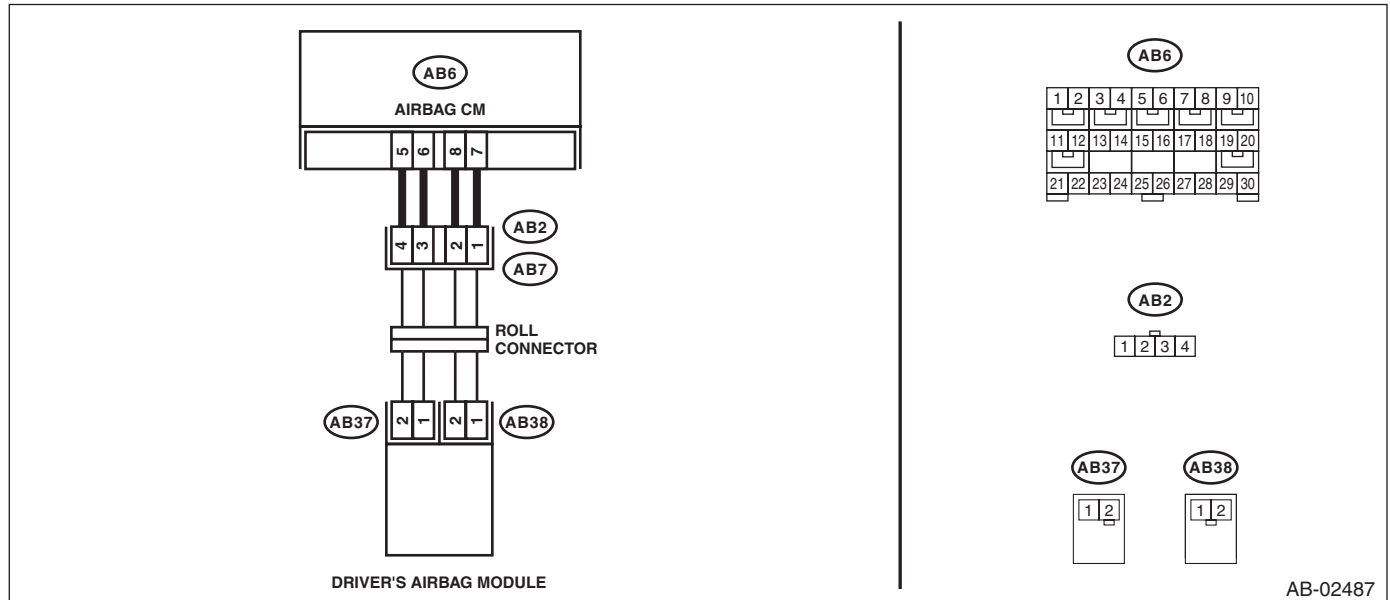 AB6
AIRBAG CM
5 6 8 7
4 3 2 1
AB2
AB7
ROLL
CONNECTOR
AB37
2 1 2 1
AB38
DRIVER'S AIRBAG MODULE
AB6
1 2 3 4 5 6 7 8 9 10
11 12 13 14 15 16 17 18 19 20
21 22 23 24 25 26 27 28 29 30
AB2
1 2 3 4
AB37
AB38
1 2
1 2
AB-02487